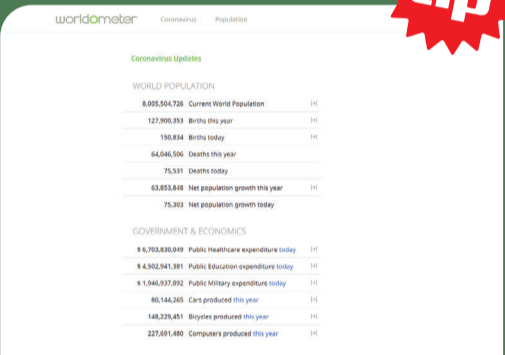 worldometer Coronavirus Population
Coronavirus Updates
WORLD POPULATION
8,005,504,726 Current World Population [+]
127,900,353 Births this year [+]
150,834 Births today [+]
64,046,506 Deaths this year
75,531 Deaths today
63,853,848 Net population growth this year [+]
75,303 Net population growth today
GOVERNMENT & ECONOMICS
$ 6,703,830,049 Public Healthcare expenditure today [+]
$ 4,502,941,381 Public Education expenditure today [+]
$ 1,946,937,892 Public Military expenditure today [+]
80,144,265 Cars produced this year [+]
148,229,451 Bicycles produced this year [+]
227,691,480 Computers produced this year [+]